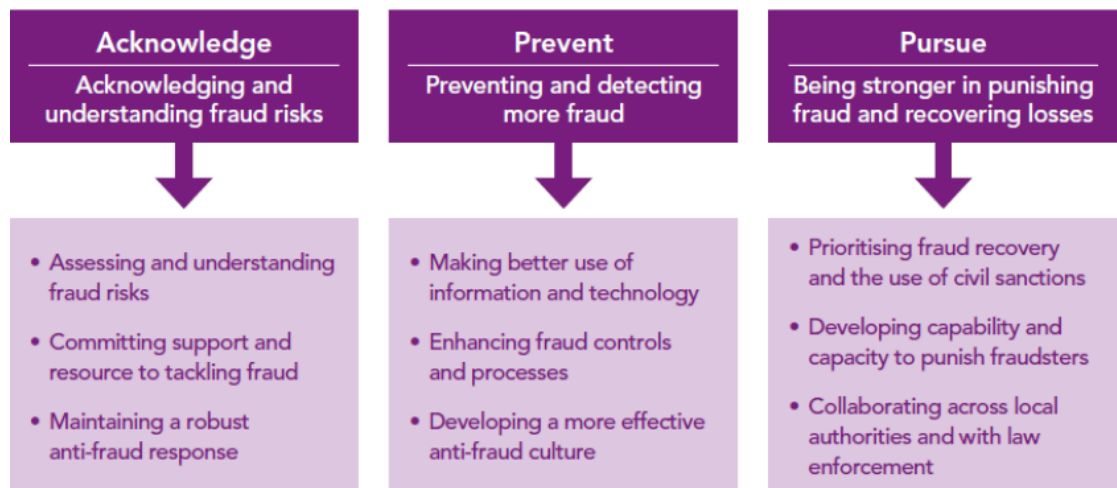 Acknowledge
Acknowledging and
understanding fraud risks
• Assessing and understanding
fraud risks
• Committing support and
resource to tackling fraud
• Maintaining a robust
anti-fraud response
Prevent
Preventing and detecting
more fraud
• Making better use of
information and technology
• Enhancing fraud controls
and processes
• Developing a more effective
anti-fraud culture
Pursue
Being stronger in punishing
fraud and recovering losses
• Prioritising fraud recovery
and the use of civil sanctions
• Developing capability and
capacity to punish fraudsters
• Collaborating across local
authorities and with law
enforcement